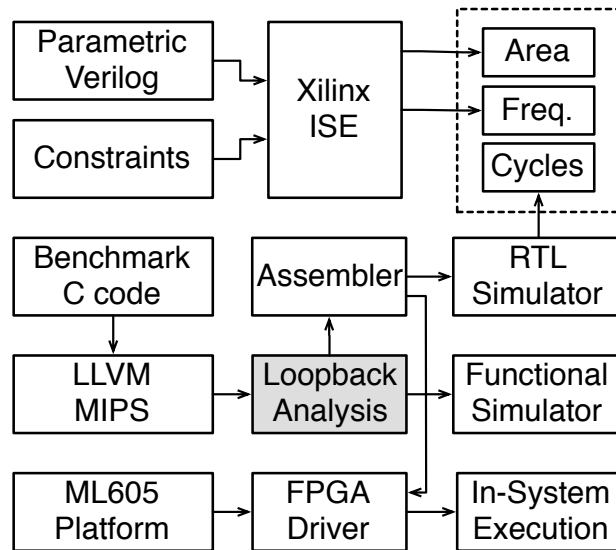 Parametric
Verilog
Constraints
Xilinx
ISE
Area
Freq.
Cycles
Benchmark
C code
Assembler
RTL
Simulator
LLVM
MIPS
Loopback
Analysis
Functional
Simulator
ML605
Platform
FPGA
Driver
In-System
Execution